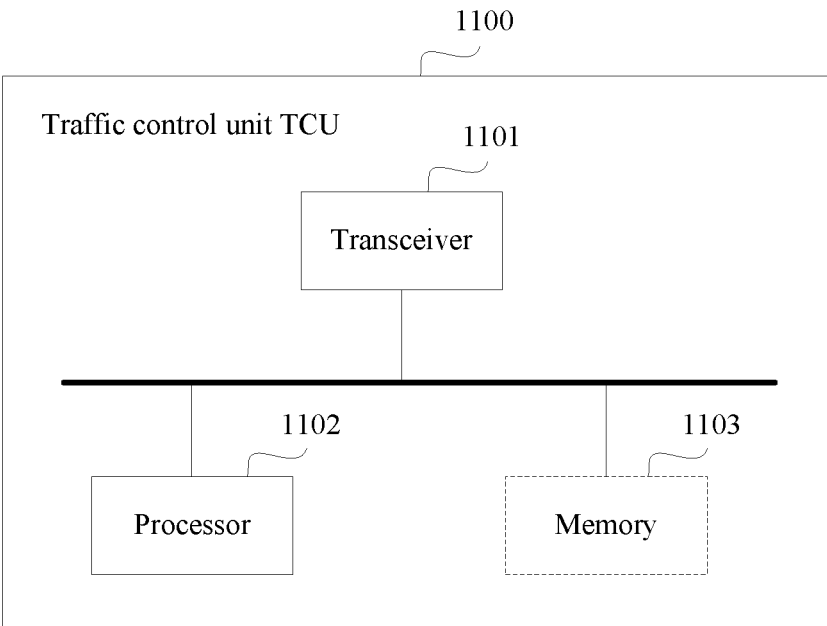 1100
Traffic control unit TCU
1101
Transceiver
1102
1103
Processor
Memory